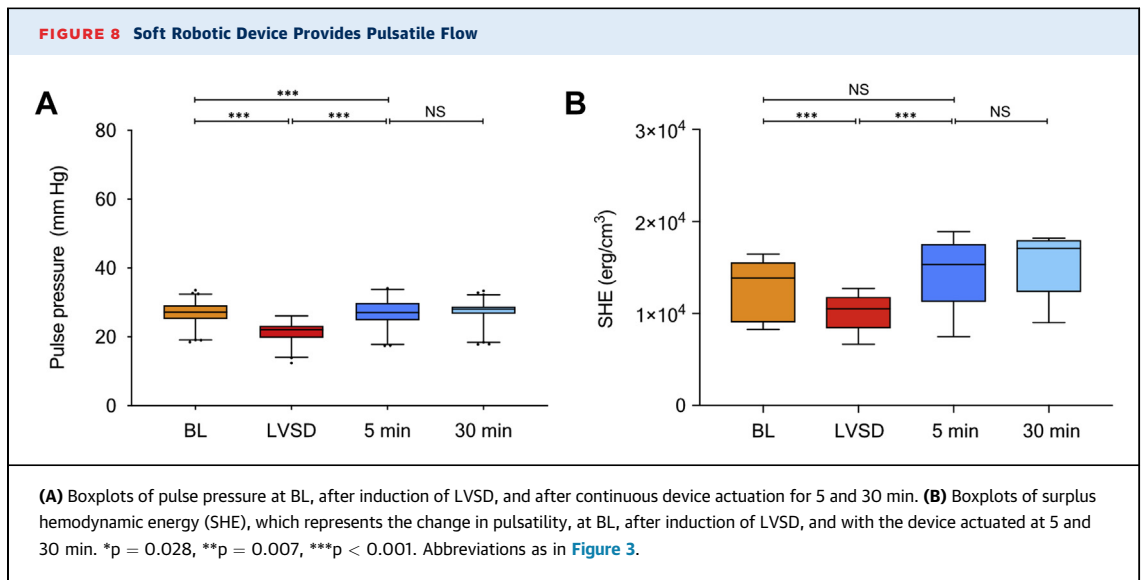 FIGURE 8 Soft Robotic Device Provides Pulsatile Flow
A
***
***
***
NS
80
60
40
20
0
Pulse pressure (mm Hg)
BL
LVSD
5 min
30 min
B
NS
***
***
NS
3×10⁴
2×10⁴
1×10⁴
0
SHE (erg/cm³)
BL
LVSD
5 min
30 min
(A) Boxplots of pulse pressure at BL, after induction of LVSD, and after continuous device actuation for 5 and 30 min. (B) Boxplots of surplus
hemodynamic energy (SHE), which represents the change in pulsatility, at BL, after induction of LVSD, and with the device actuated at 5 and
30 min. *p = 0.028, **p = 0.007, ***p < 0.001. Abbreviations as in Figure 3.